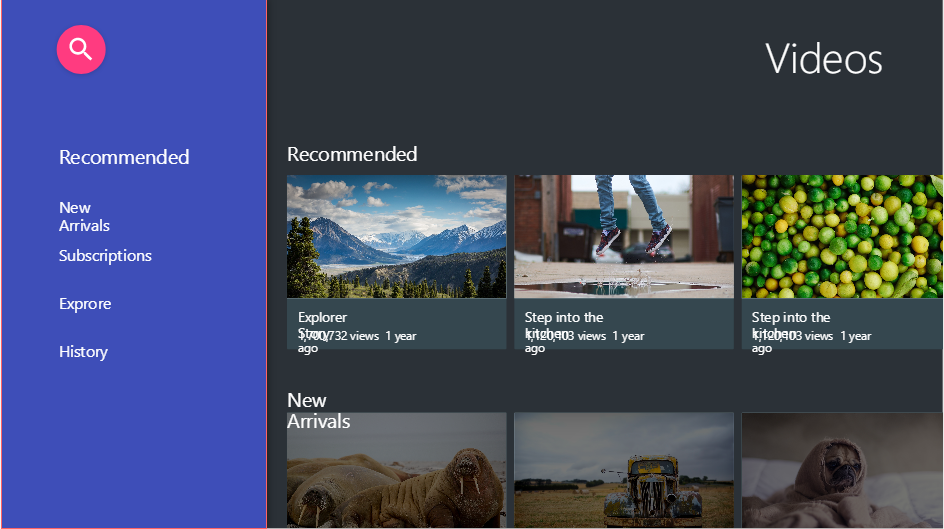 Videos
Recommended
New
Arrivals
Subscriptions
Exprore
History
Recommended
Explorer
Story
1,700,732 views 1 year
ago
Step into the
kitchen
1,120,103 views 1 year
ago
Step into the
kitchen
1,120,103 views 1 year
New
Arrivals